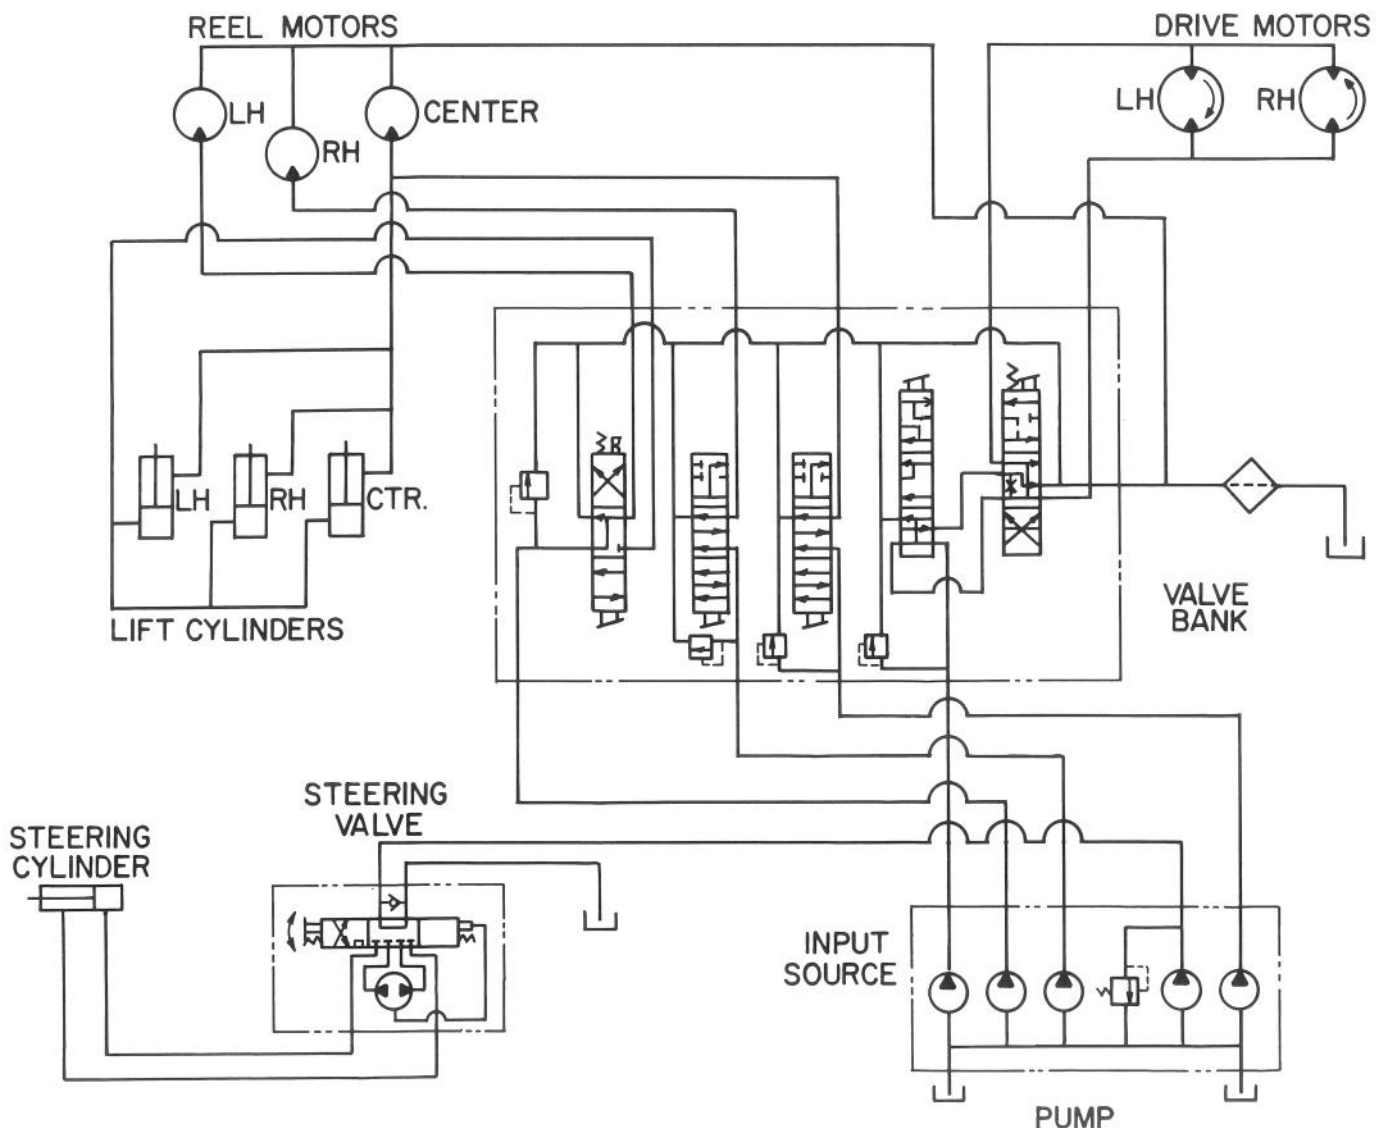 REEL MOTORS
DRIVE MOTORS
LH
RH
CENTER
LH
RH
LH
RH
CTR.
LIFT CYLINDERS
VALVE
BANK
STEERING
VALVE
STEERING
CYLINDER
INPUT
SOURCE
PUMP